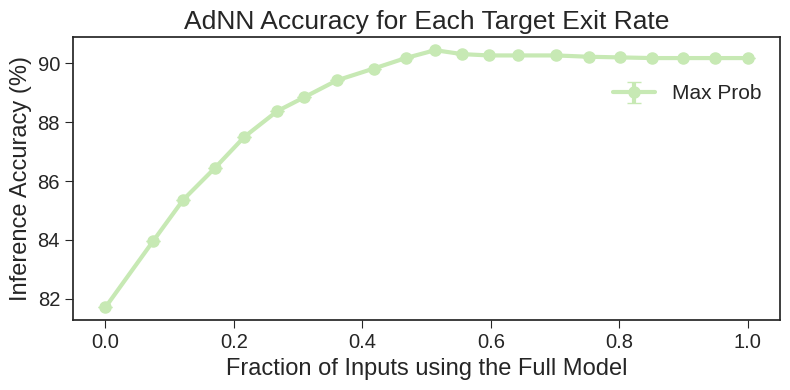 AdNN Accuracy for Each Target Exit Rate
Inference Accuracy (%)
90
88
86
84
82
Max Prob
0.0 0.2 0.4 0.6 0.8 1.0
Fraction of Inputs using the Full Model